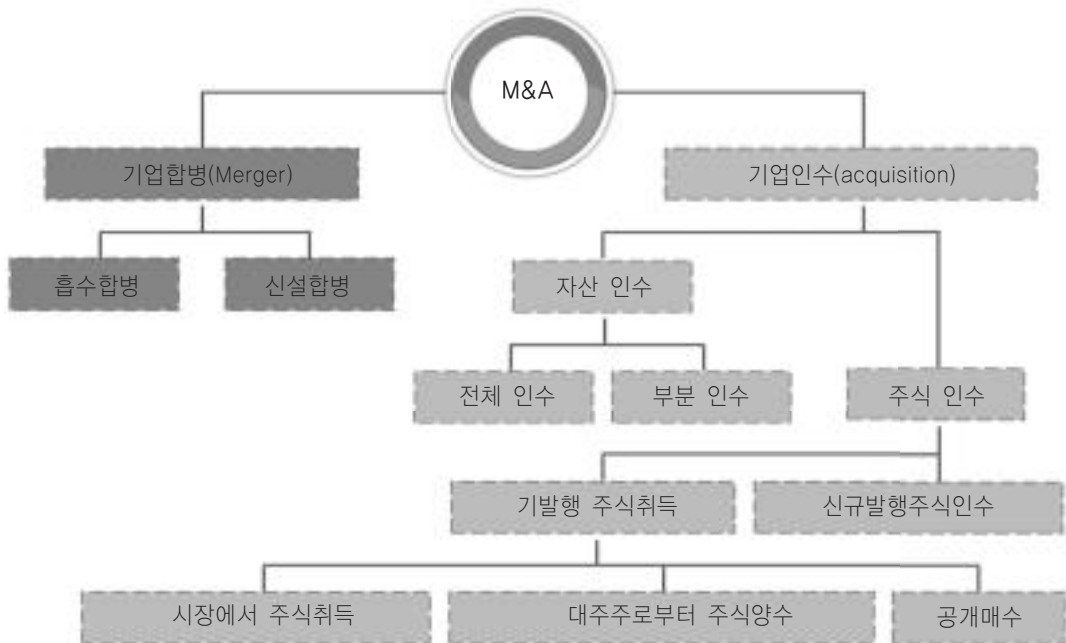 M&A
기업합병(Merger)
기업인수(acquisition)
흡수합병
신설합병
자산 인수
전체 인수
부분 인수
주식 인수
기발행 주식취득
신규발행주식인수
시장에서 주식취득
대주주로부터 주식양수
공개매수